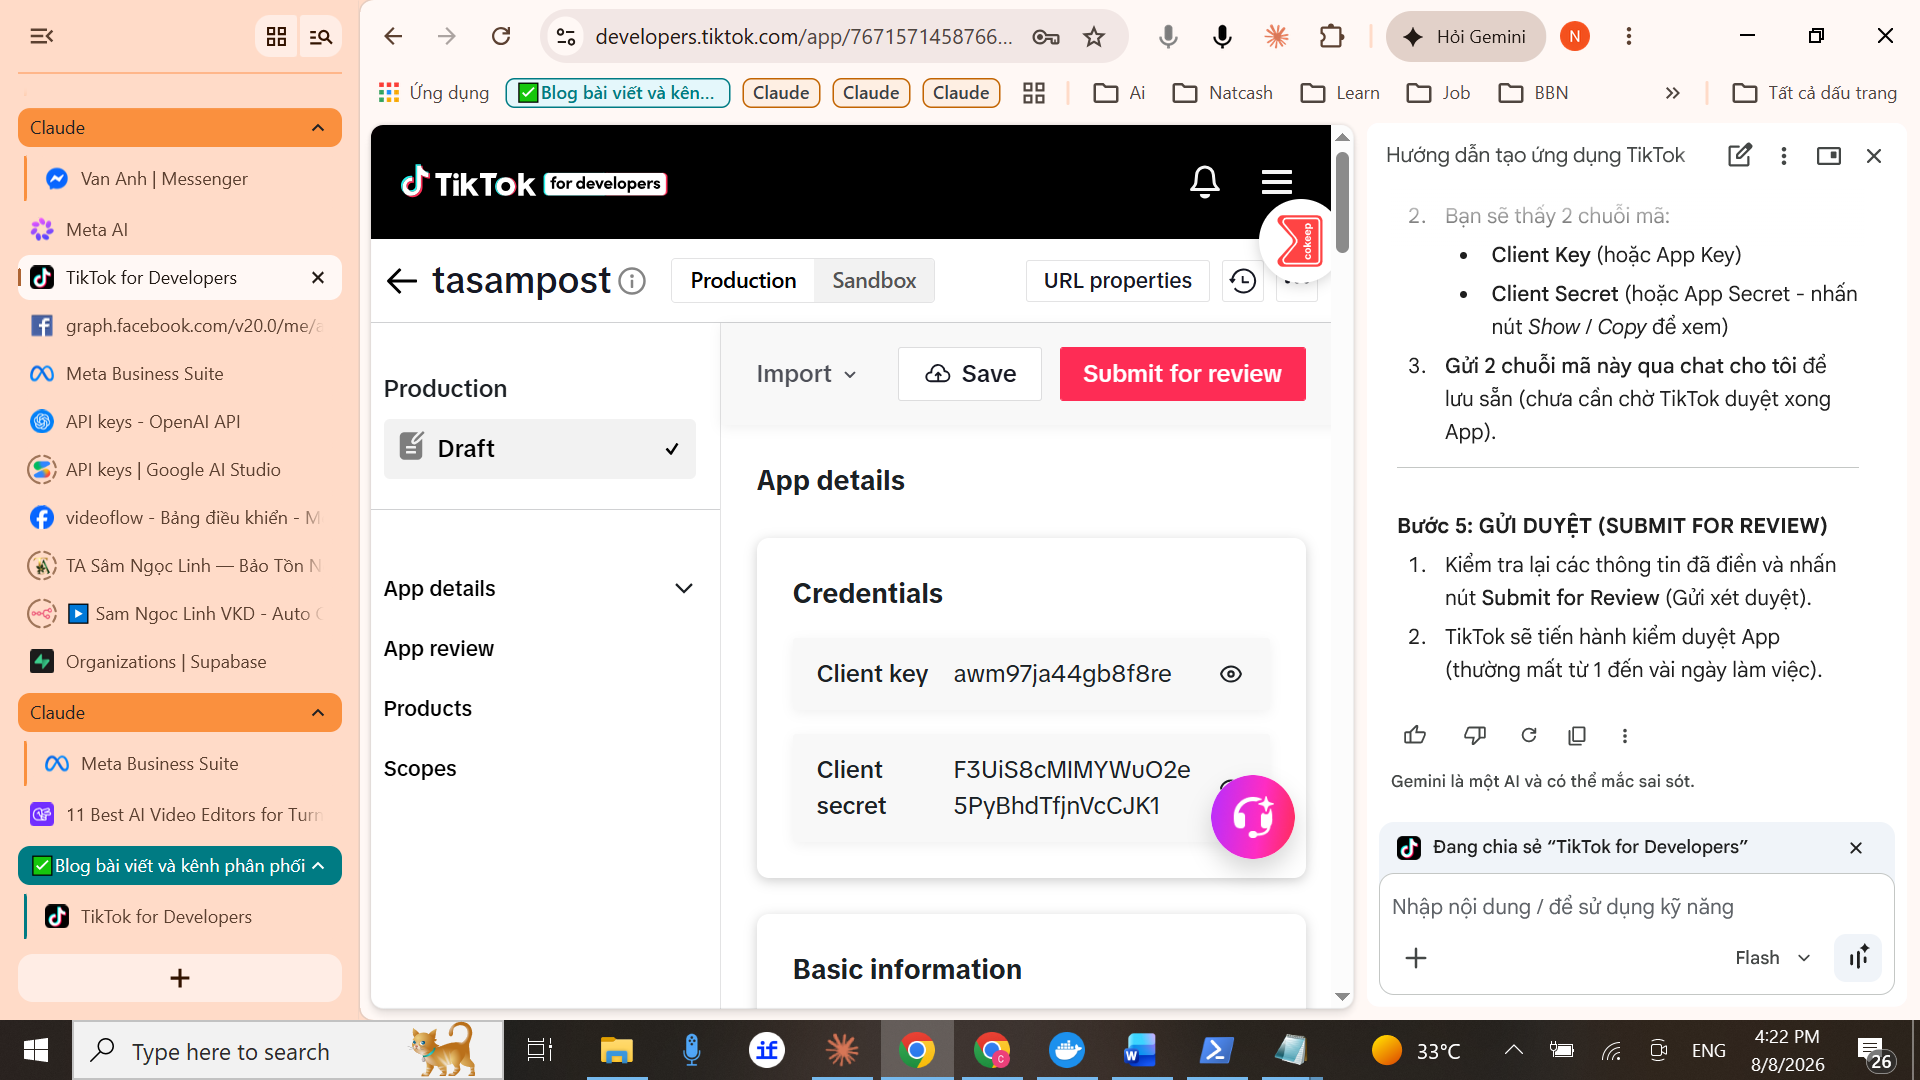 developers.tiktok.com/app/7671571458766...
Hỏi Gemini
N
Ứng dụng
Blog bài viết và kên...
Claude
Claude
Claude
Ai
Natcash
Learn
Job
BBN
Tất cả dấu trang
Claude
Van Anh | Messenger
Meta AI
TikTok for Developers
graph.facebook.com/v20.0/me/a
Meta Business Suite
API keys - OpenAI API
API keys | Google AI Studio
videoflow - Bảng điều khiển - M
TA Sâm Ngọc Linh — Bảo Tồn N
Sam Ngoc Linh VKD - Auto C
Organizations | Supabase
Claude
Meta Business Suite
11 Best AI Video Editors for Turn
Blog bài viết và kênh phân phối
TikTok for Developers
TikTok for developers
cokeep
tasampost
Production
Sandbox
URL properties
Production
Draft
App details
App review
Products
Scopes
Import
Save
Submit for review
App details
Credentials
Client key awm97ja44gb8f8re
Client secret
F3UiS8cMIMYWuO2e
5PyBhdTfjnVcCJK1
Basic information
Hướng dẫn tạo ứng dụng TikTok
2. Bạn sẽ thấy 2 chuỗi mã:
• Client Key (hoặc App Key)
• Client Secret (hoặc App Secret - nhấn
nút Show / Copy để xem)
3. Gửi 2 chuỗi mã này qua chat cho tôi để
lưu sẵn (chưa cần chờ TikTok duyệt xong
App).
Bước 5: GỬI DUYỆT (SUBMIT FOR REVIEW)
1. Kiểm tra lại các thông tin đã điền và nhấn
nút Submit for Review (Gửi xét duyệt).
2. TikTok sẽ tiến hành kiểm duyệt App
(thường mất từ 1 đến vài ngày làm việc).
Gemini là một AI và có thể mắc sai sót.
Đang chia sẻ “TikTok for Developers”
Nhập nội dung / để sử dụng kỹ năng
Flash
Type here to search
33°C
ENG
4:22 PM
8/8/2026
26